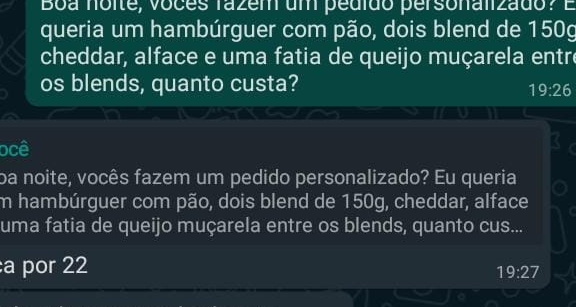 Boa noite, vocês fazem um pedido personalizado? E
queria um hambúrguer com pão, dois blend de 150g
cheddar, alface e uma fatia de queijo muçarela entre
os blends, quanto custa?
19:26
ocê
oa noite, vocês fazem um pedido personalizado? Eu queria
m hambúrguer com pão, dois blend de 150g, cheddar, alface
uma fatia de queijo muçarela entre os blends, quanto cus...
ca por 22
19:27